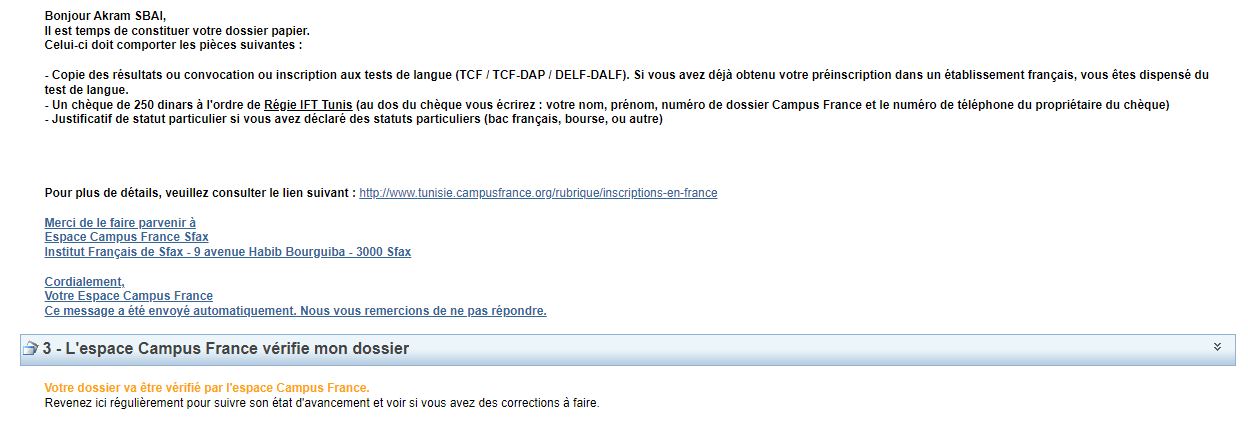 Bonjour Akram SBAI,
Il est temps de constituer votre dossier papier.
Celui-ci doit comporter les pièces suivantes :
- Copie des résultats ou convocation ou inscription aux tests de langue (TCF / TCF-DAP / DELF-DALF). Si vous avez déjà obtenu votre préinscription dans un établissement français, vous êtes dispensé du
test de langue.
- Un chèque de 250 dinars à l'ordre de Régie IFT Tunis (au dos du chèque vous écrirez : votre nom, prénom, numéro de dossier Campus France et le numéro de téléphone du propriétaire du chèque)
- Justificatif de statut particulier si vous avez déclaré des statuts particuliers (bac français, bourse, ou autre)
Pour plus de détails, veuillez consulter le lien suivant : http://www.tunisie.campusfrance.org/rubrique/inscriptions-en-france
Merci de le faire parvenir à
Espace Campus France Sfax
Institut Français de Sfax - 9 avenue Habib Bourguiba - 3000 Sfax
Cordialement,
Votre Espace Campus France
Ce message a été envoyé automatiquement. Nous vous remercions de ne pas répondre.
3 - L'espace Campus France vérifie mon dossier
Votre dossier va être vérifié par l'espace Campus France.
Revenez ici régulièrement pour suivre son état d'avancement et voir si vous avez des corrections à faire.